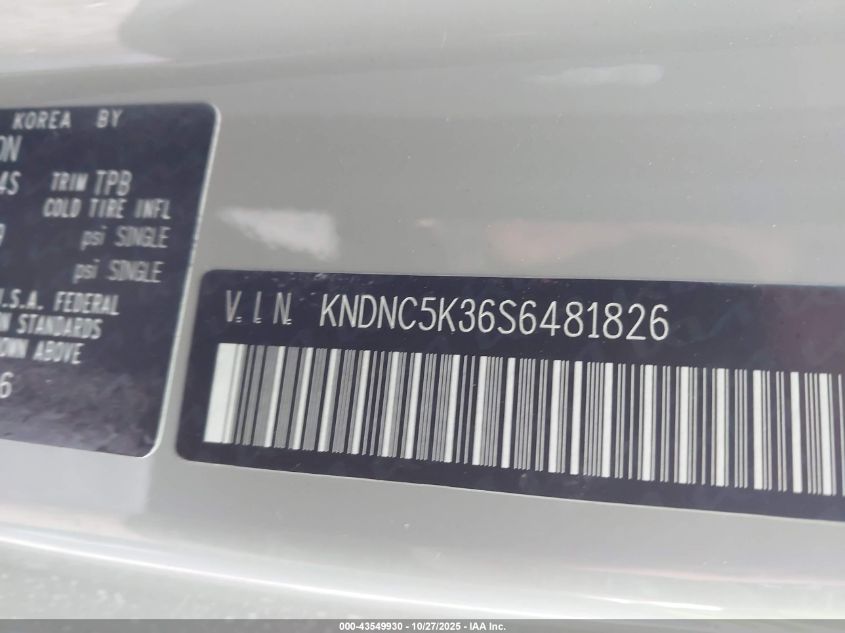 KOREA BY
ON
4S TRIM TPB
COLD TIRE INFL
psi SINGLE
psi SINGLE
U.S.A. FEDERAL
N STANDARDS
OWN ABOVE
6
V.I.N. KNDNC5K36S6481826
000-43549930 - 10/27/2025 - IAA Inc.